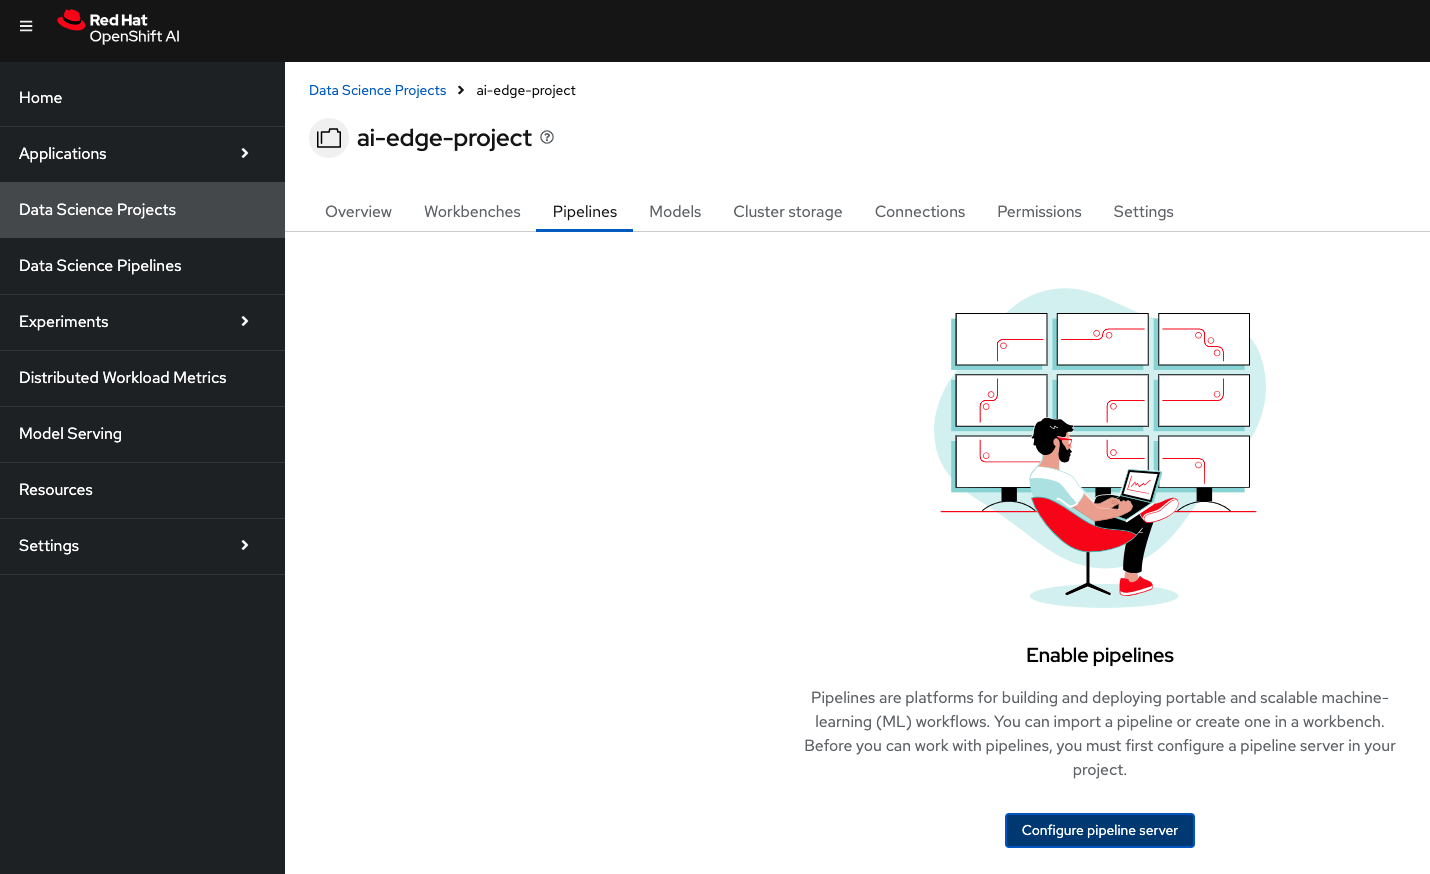 Red Hat
OpenShift AI
Home
Applications
Data Science Projects
Data Science Pipelines
Experiments
Distributed Workload Metrics
Model Serving
Resources
Settings
Data Science Projects > ai-edge-project
ai-edge-project
Overview Workbenches Pipelines Models Cluster storage Connections Permissions Settings
Enable pipelines
Pipelines are platforms for building and deploying portable and scalable machine-
learning (ML) workflows. You can import a pipeline or create one in a workbench.
Before you can work with pipelines, you must first configure a pipeline server in your
project.
Configure pipeline server